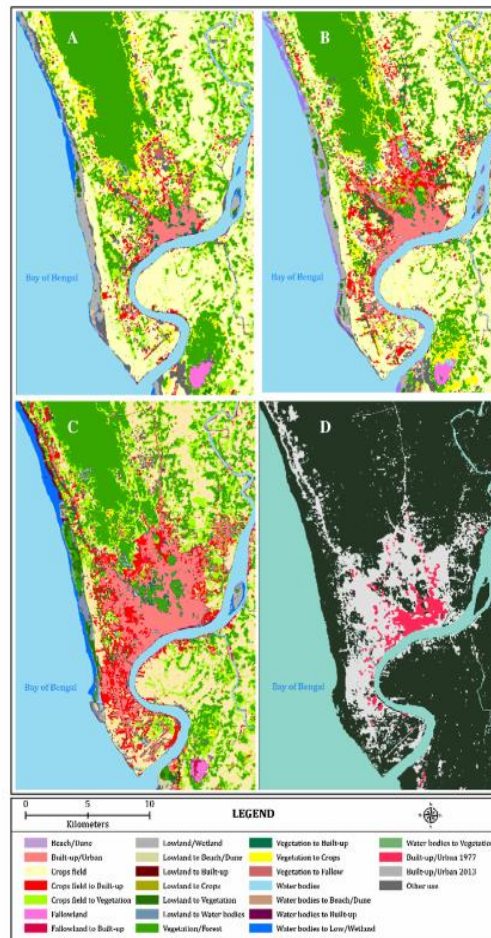 A
B
Bay of Bengal
Bay of Bengal
C
D
Bay of Bengal
Bay of Bengal
0 5 10
Kilometers
LEGEND
Beach/Dune
Built-up/Urban
Crops field
Crops field to Built-up
Crops field to Vegetation
Fallowland
Fallowland to Built-up
Lowland/Wetland
Lowland to Beach/Dune
Lowland to Built-up
Lowland to Crops
Lowland to Vegetation
Lowland to Water bodies
Vegetation/Forest
Vegetation to Built-up
Vegetation to Crops
Vegetation to Fallow
Water bodies
Water bodies to Beach/Dune
Water bodies to Built-up
Water bodies to Low/Wetland
Water bodies to Vegetation
Built-up/Urban 1977
Built-up/Urban 2013
Other use